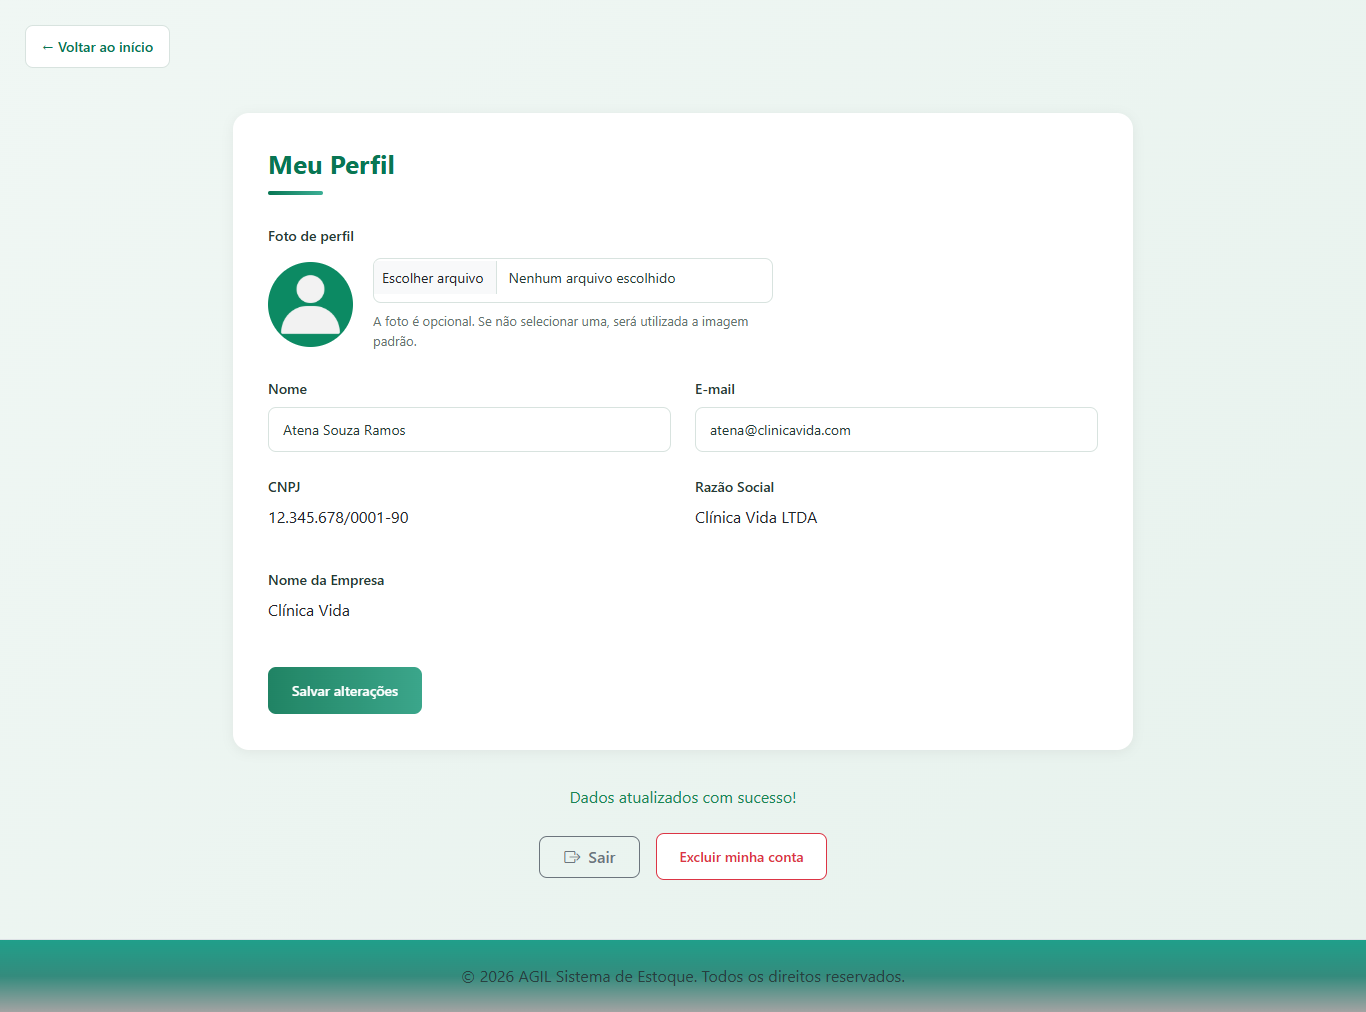 ← Voltar ao início
Meu Perfil
Foto de perfil
Escolher arquivo Nenhum arquivo escolhido
A foto é opcional. Se não selecionar uma, será utilizada a imagem
padrão.
Nome
Atena Souza Ramos
E-mail
atena@clinicavida.com
CNPJ
12.345.678/0001-90
Razão Social
Clínica Vida LTDA
Nome da Empresa
Clínica Vida
Salvar alterações
Dados atualizados com sucesso!
Sair
Excluir minha conta
© 2026 AGIL Sistema de Estoque. Todos os direitos reservados.